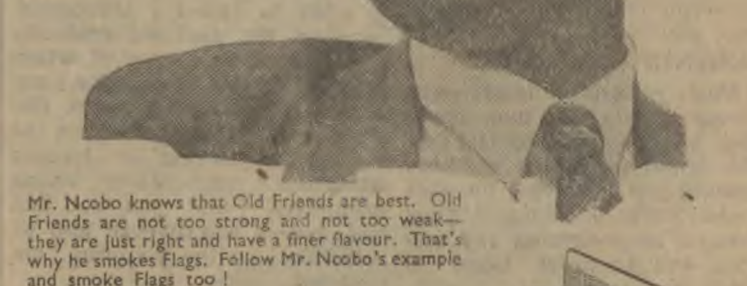 Mr. Ncobo knows that Old Friends are best. Old
Friends are not too strong and not too weak—
they are just right and have a finer flavour. That's
why he smokes Flags. Follow Mr. Ncobo's example
and smoke Flags too !